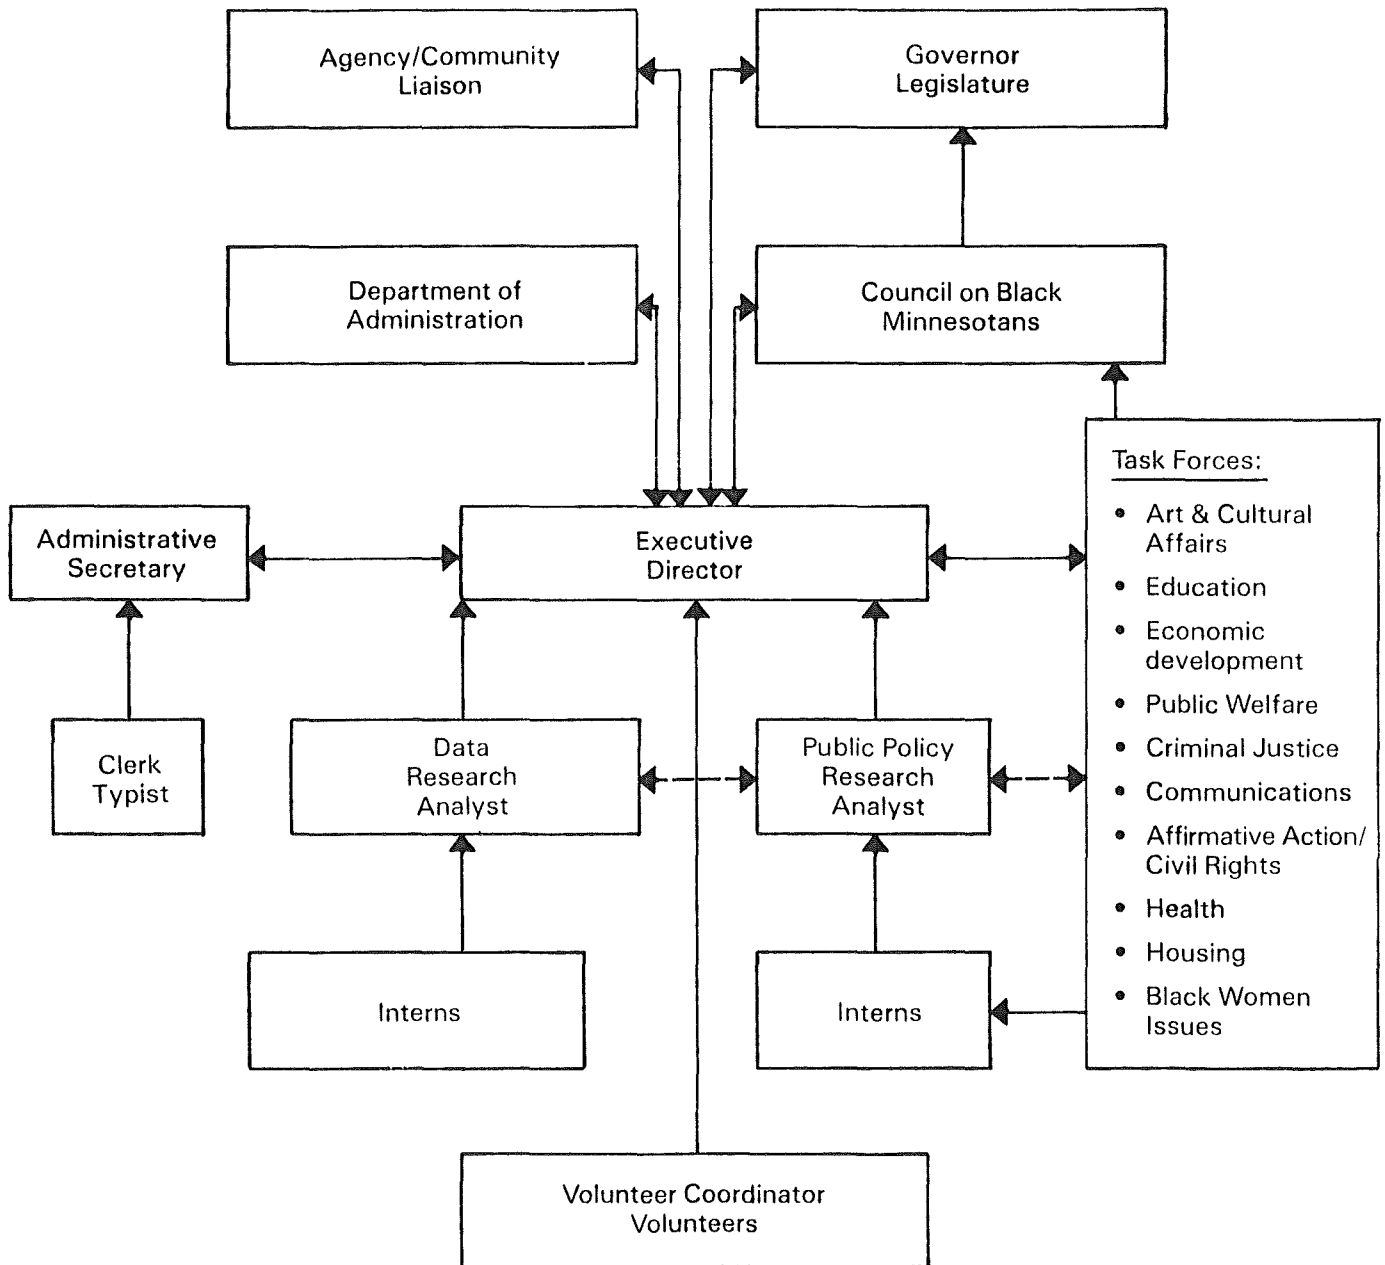 Agency/Community
Liaison
Governor
Legislature
Department of
Administration
Council on Black
Minnesotans
Administrative
Secretary
Executive
Director
Task Forces:
• Art & Cultural
Affairs
• Education
• Economic
development
• Public Welfare
• Criminal Justice
• Communications
• Affirmative Action/
Civil Rights
• Health
• Housing
• Black Women
Issues
Clerk
Typist
Data
Research
Analyst
Public Policy
Research
Analyst
Interns
Interns
Volunteer Coordinator
Volunteers